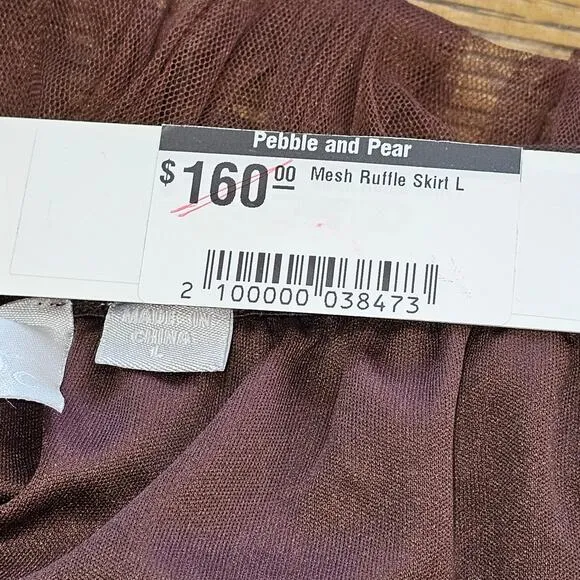 Pebble and Pear
$160.00 Mesh Ruffle Skirt L
2 100000 038473
MADE IN
CHINA
L